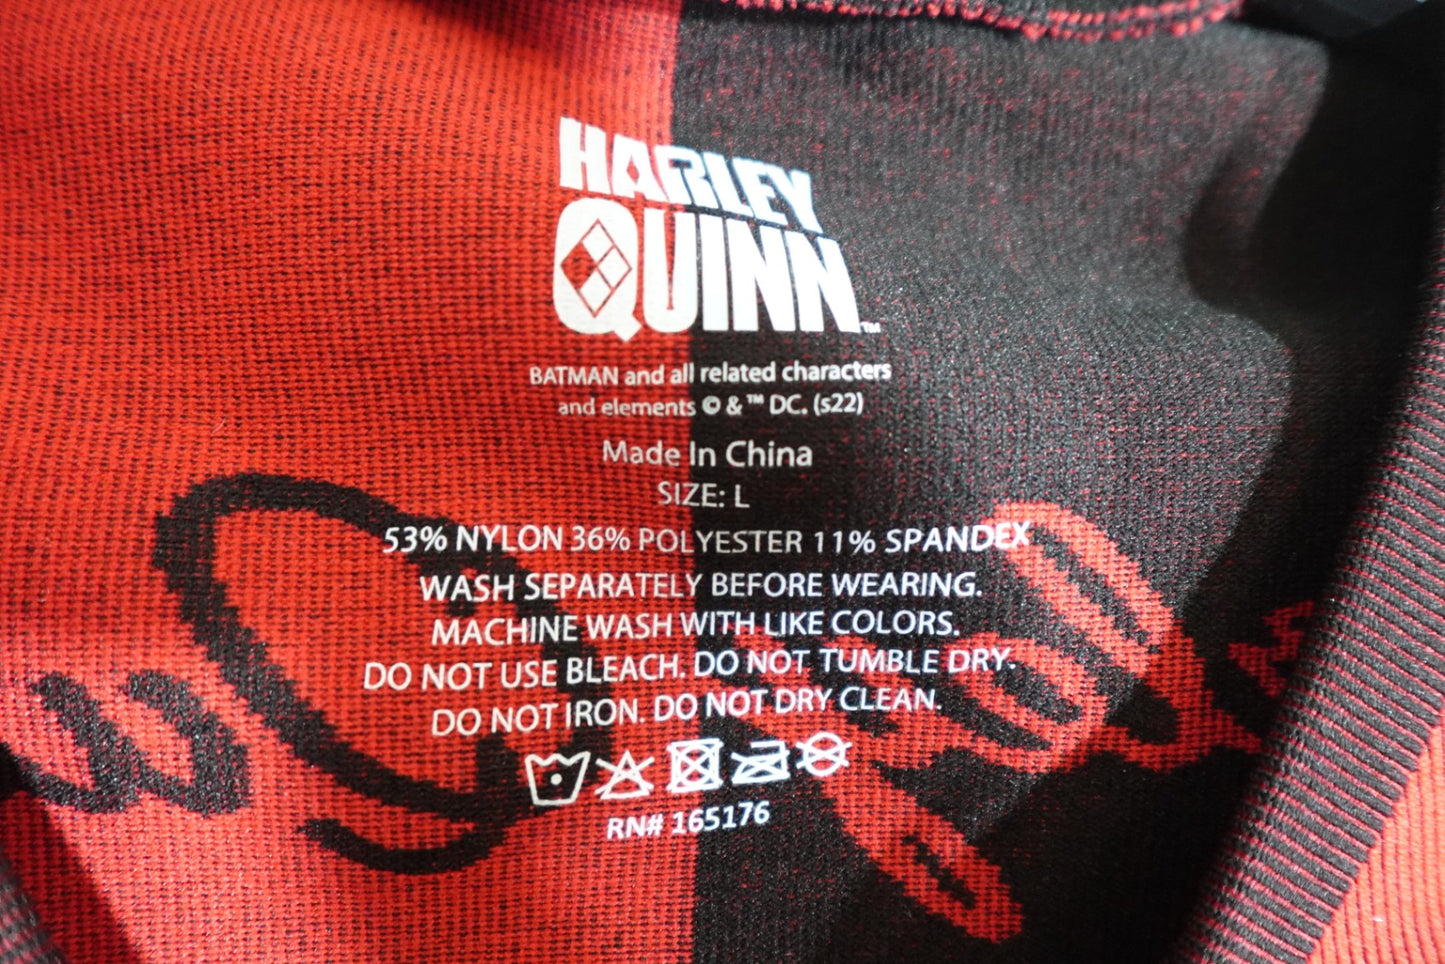 HARLEY
QUINN™
BATMAN and all related characters
and elements © & ™ DC. (s22)
Made In China
SIZE: L
53% NYLON 36% POLYESTER 11% SPANDEX
WASH SEPARATELY BEFORE WEARING.
MACHINE WASH WITH LIKE COLORS.
DO NOT USE BLEACH. DO NOT TUMBLE DRY.
DO NOT IRON. DO NOT DRY CLEAN.
RN# 165176